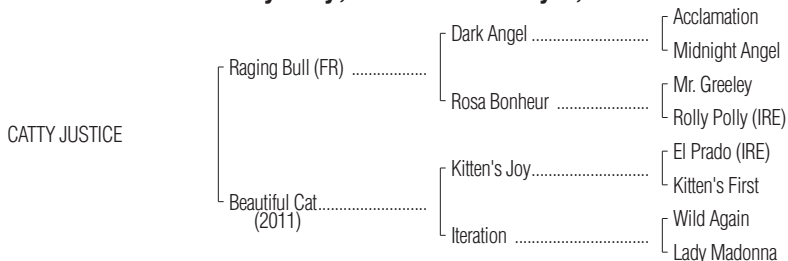 Acclamation
Dark Angel ....................
Midnight Angel
Raging Bull (FR) ..................
Mr. Greeley
Rosa Bonheur ................
Rolly Polly (IRE)
CATTY JUSTICE
El Prado (IRE)
Kitten's Joy....................
Kitten's First
Beautiful Cat..........................
(2011)
Wild Again
Iteration ........................
Lady Madonna